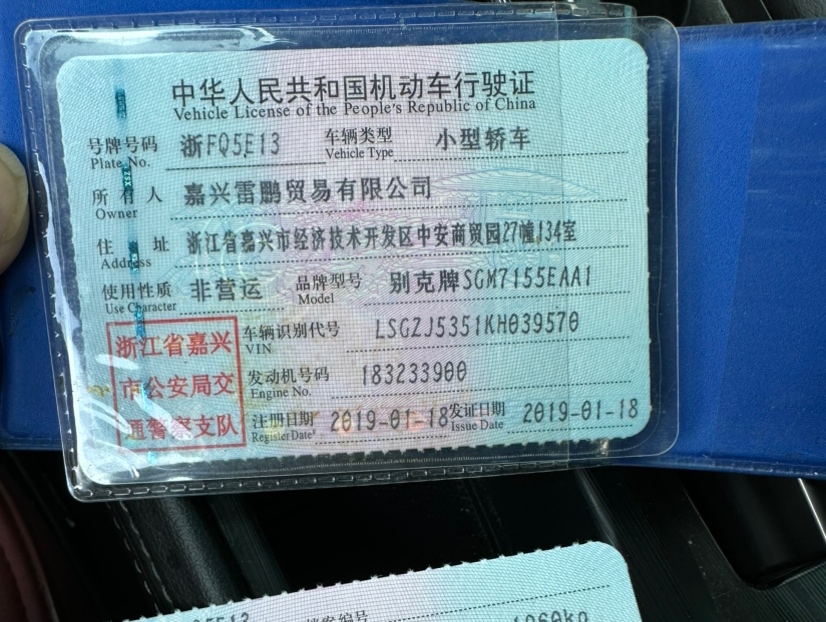 中华人民共和国机动车行驶证
Vehicle License of the People's Republic of China
号牌号码 浙FQ5E13 车辆类型 小型轿车
Plate No. Vehicle Type
所有人 嘉兴雷鹏贸易有限公司
Owner
住址 浙江省嘉兴市经济技术开发区中安商贸园27幢134室
Address
使用性质 非营运 品牌型号 别克牌SGM7155EAA1
Use Character Model
浙江省嘉兴
市公安局交
通警察支队
车辆识别代号 LSGZJ5351KH039570
VIN
发动机号码 183233900
Engine No.
注册日期 2019-01-18 发证日期 2019-01-18
Register Date Issue Date
5E13
1960kg